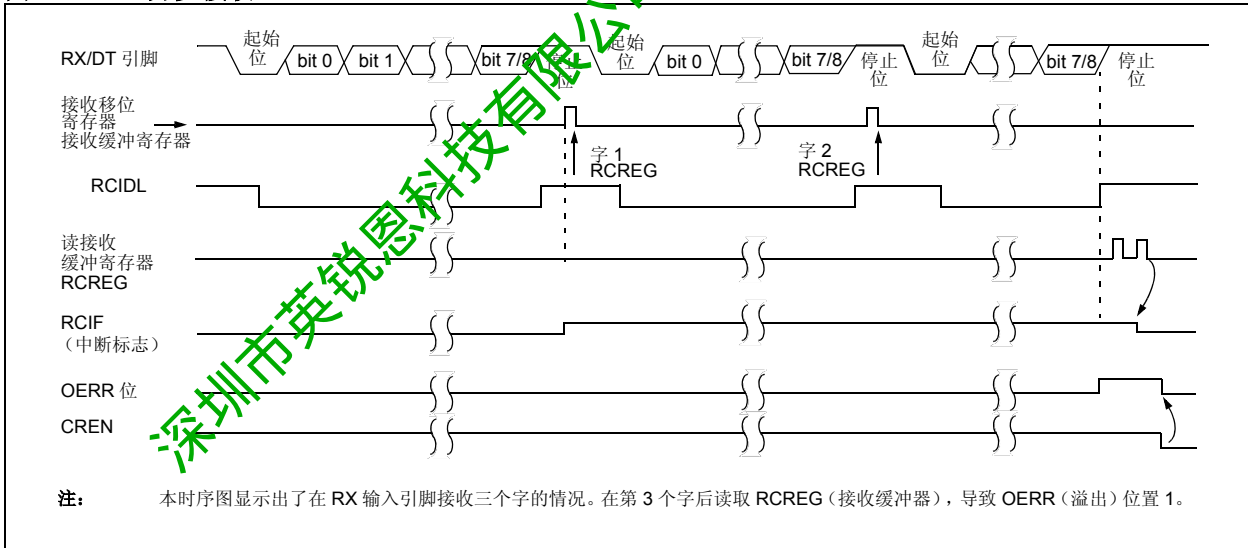 RX/DT 引脚
起始
位
bit 0
bit 1
bit 7/8
停止
位
起始
位
bit 0
bit 7/8
停止
位
起始
位
bit 7/8
停止
位
接收移位
寄存器
接收缓冲寄存器
字 1
RCREG
字 2
RCREG
RCIDL
读接收
缓冲寄存器
RCREG
RCIF
（中断标志）
OERR 位
CREN
注： 本时序图显示出了在 RX 输入引脚接收三个字的情况。在第 3 个字后读取 RCREG（接收缓冲器），导致 OERR（溢出）位置 1。
深圳市英锐恩科技有限公